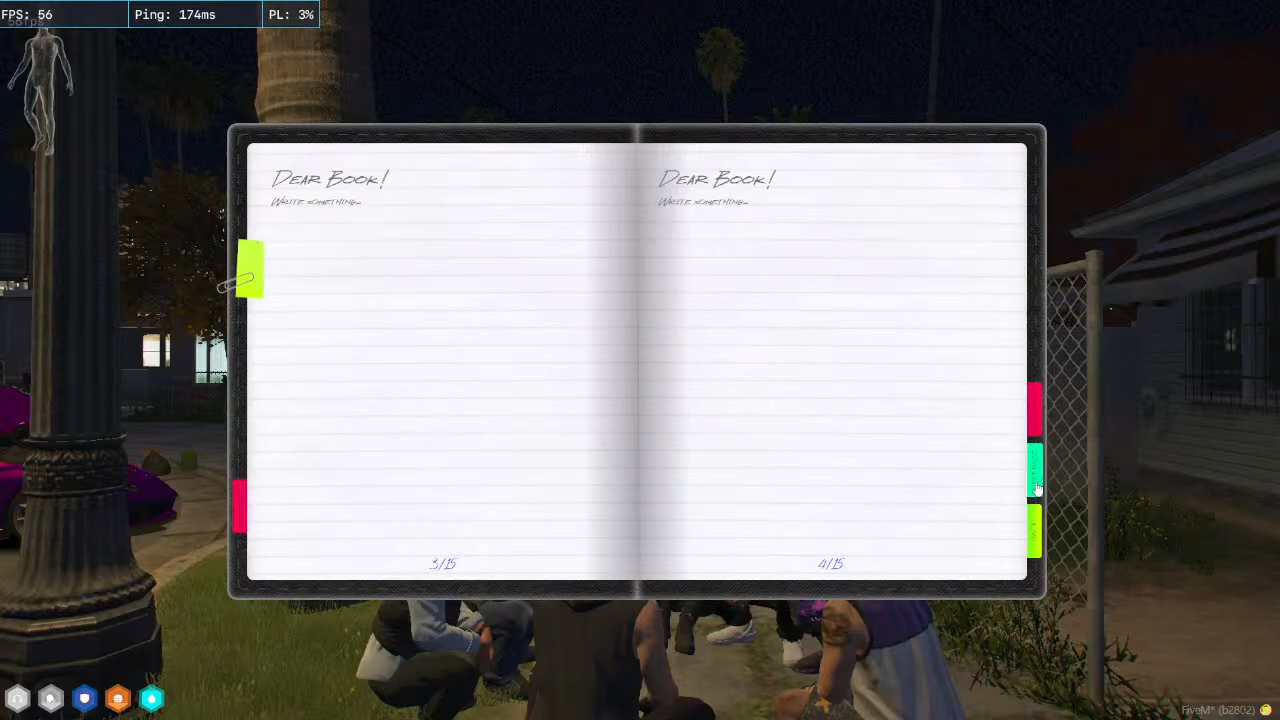 FPS: 56
Ping: 174ms
PL: 3%
DEAR BOOK!
WRITE SOMETHING...
3/15
DEAR BOOK!
WRITE SOMETHING...
4/15
BACK
FiveM* (b2802)